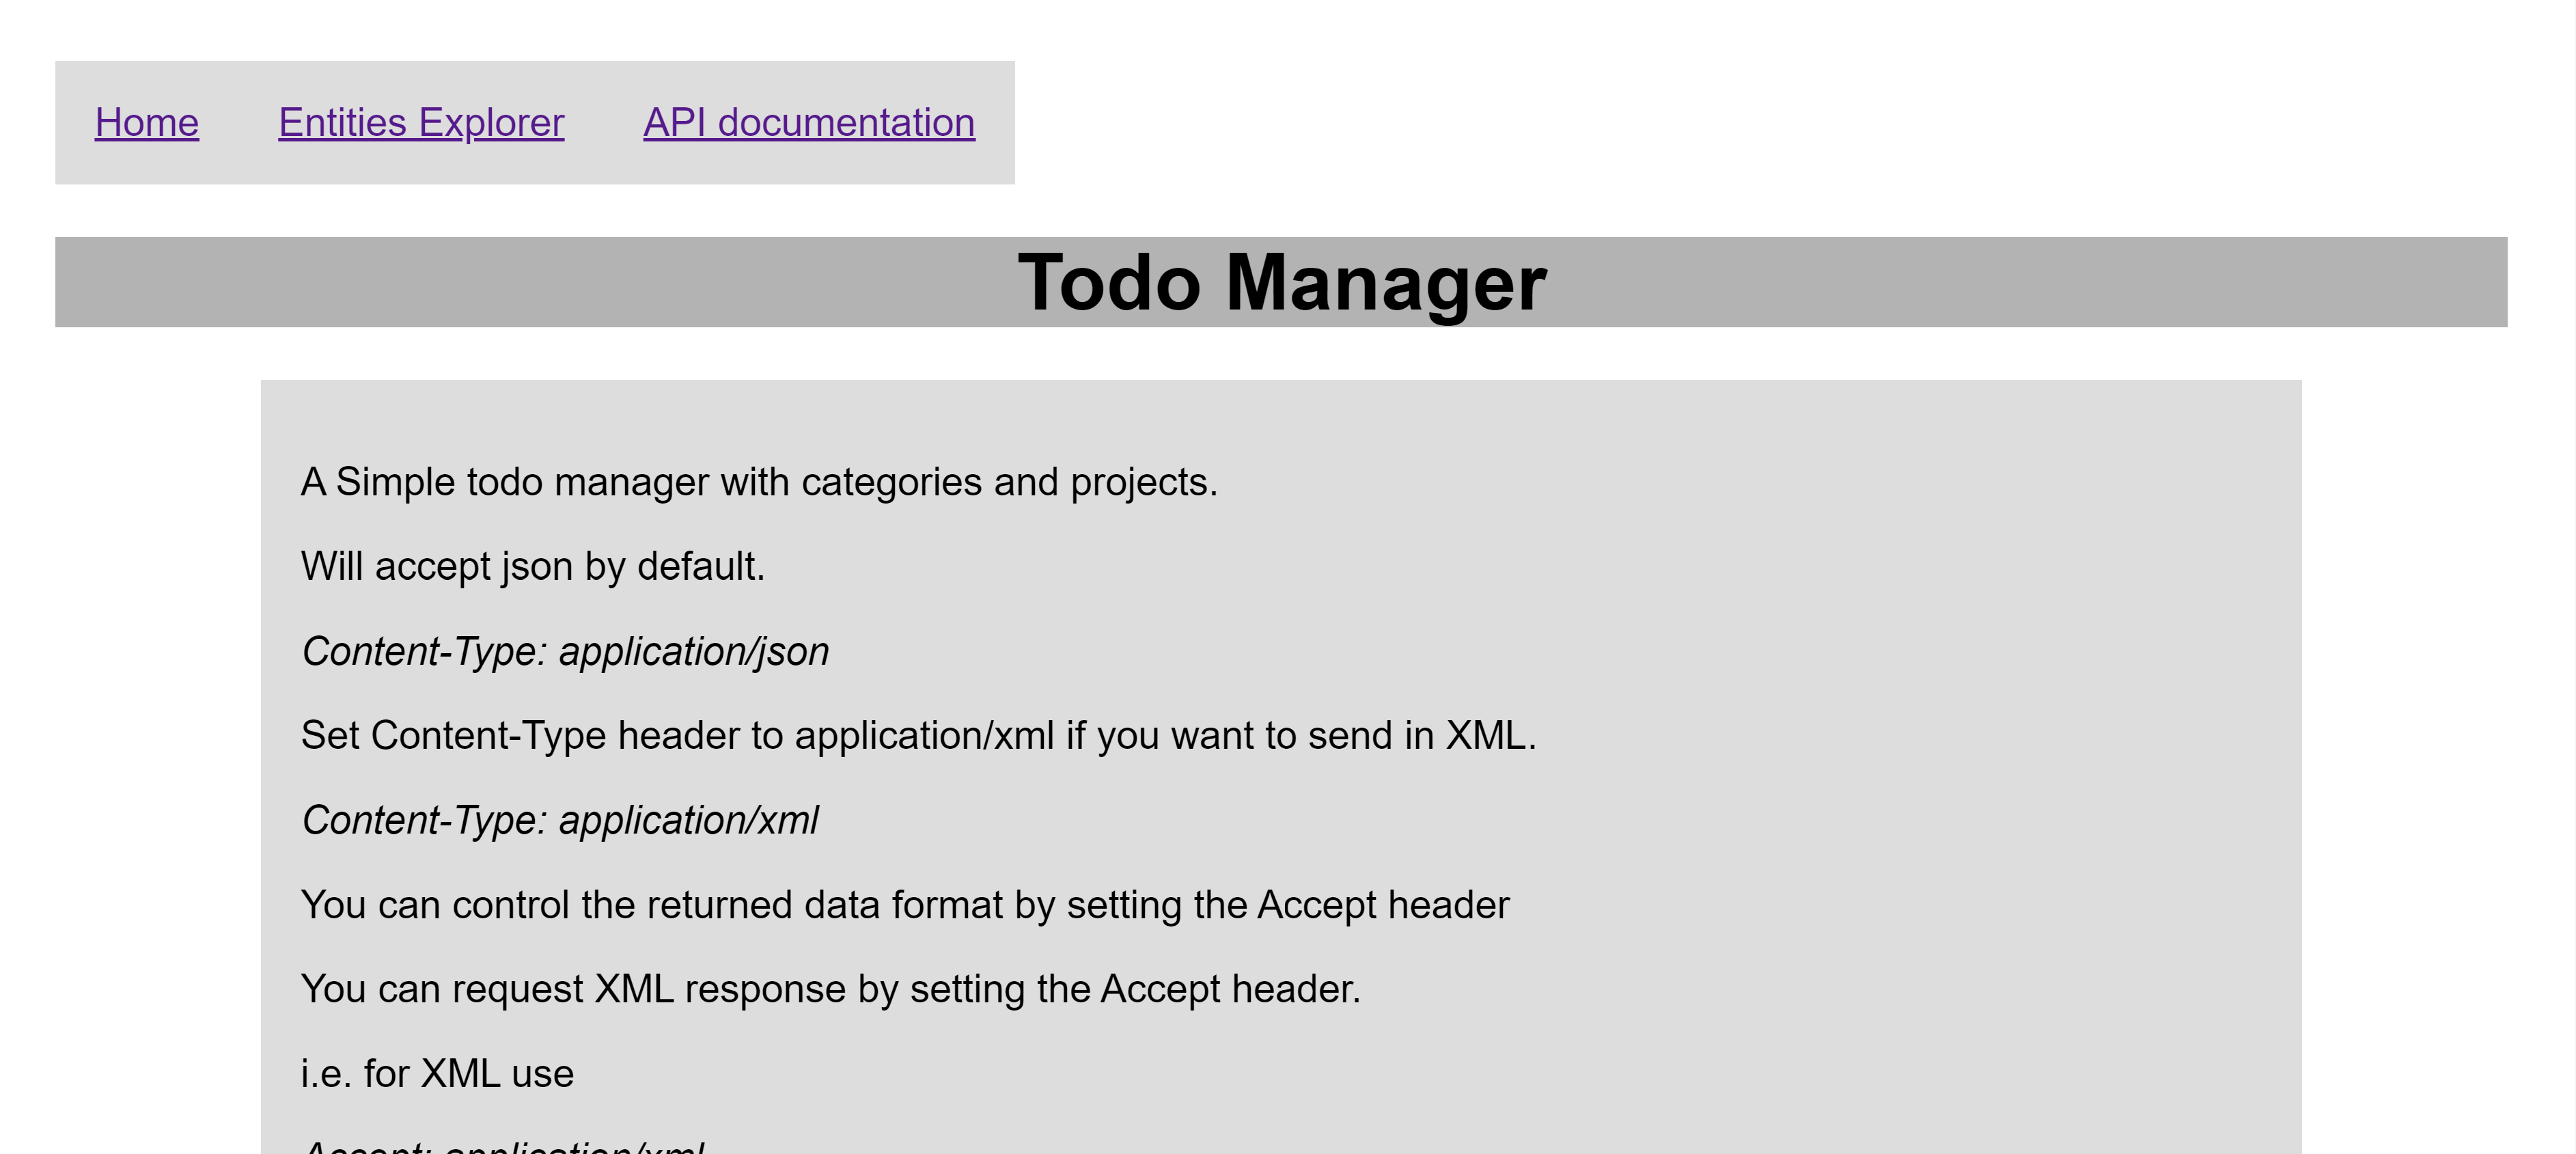 Home Entities Explorer API documentation
Todo Manager
A Simple todo manager with categories and projects.
Will accept json by default.
Content-Type: application/json
Set Content-Type header to application/xml if you want to send in XML.
Content-Type: application/xml
You can control the returned data format by setting the Accept header
You can request XML response by setting the Accept header.
i.e. for XML use
Accept: application/xml